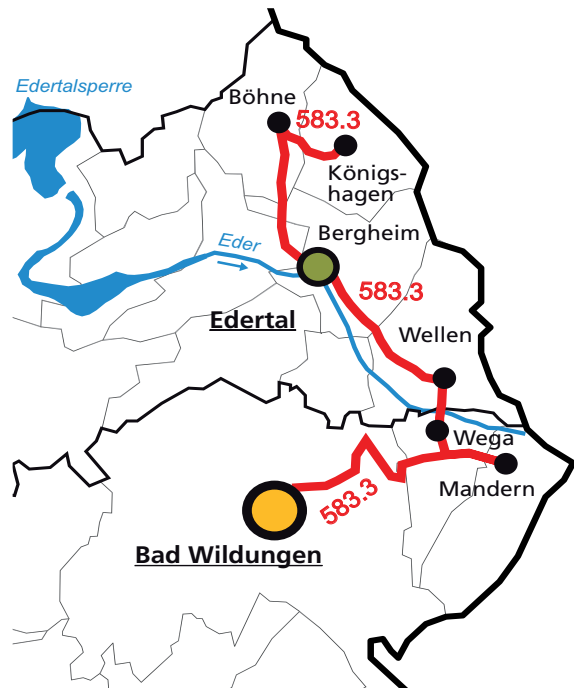 Edertalsperre
Böhne
583.3
Königs-
hagen
Bergheim
Eder
583.3
Edertal
Wellen
Wega
Mandern
583.3
Bad Wildungen